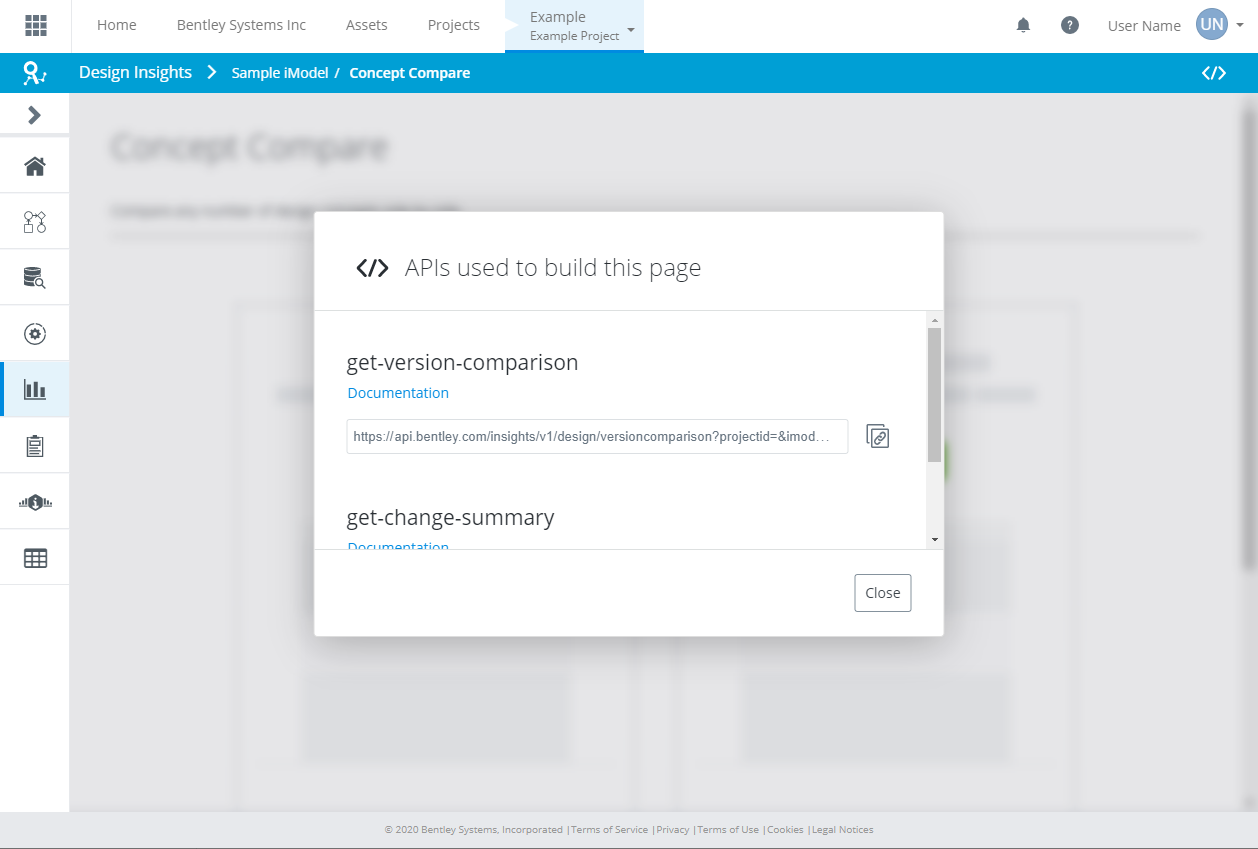 Home
Bentley Systems Inc
Assets
Projects
Example
Example Project
User Name
UN
Design Insights
Sample iModel /
Concept Compare
Concept Compare
APIs used to build this page
get-version-comparison
Documentation
https://api.bentley.com/insights/v1/design/versioncomparison?projectid=&imod...
get-change-summary
Documentation
Close
© 2020 Bentley Systems, Incorporated |Terms of Service |Privacy |Terms of Use |Cookies |Legal Notices